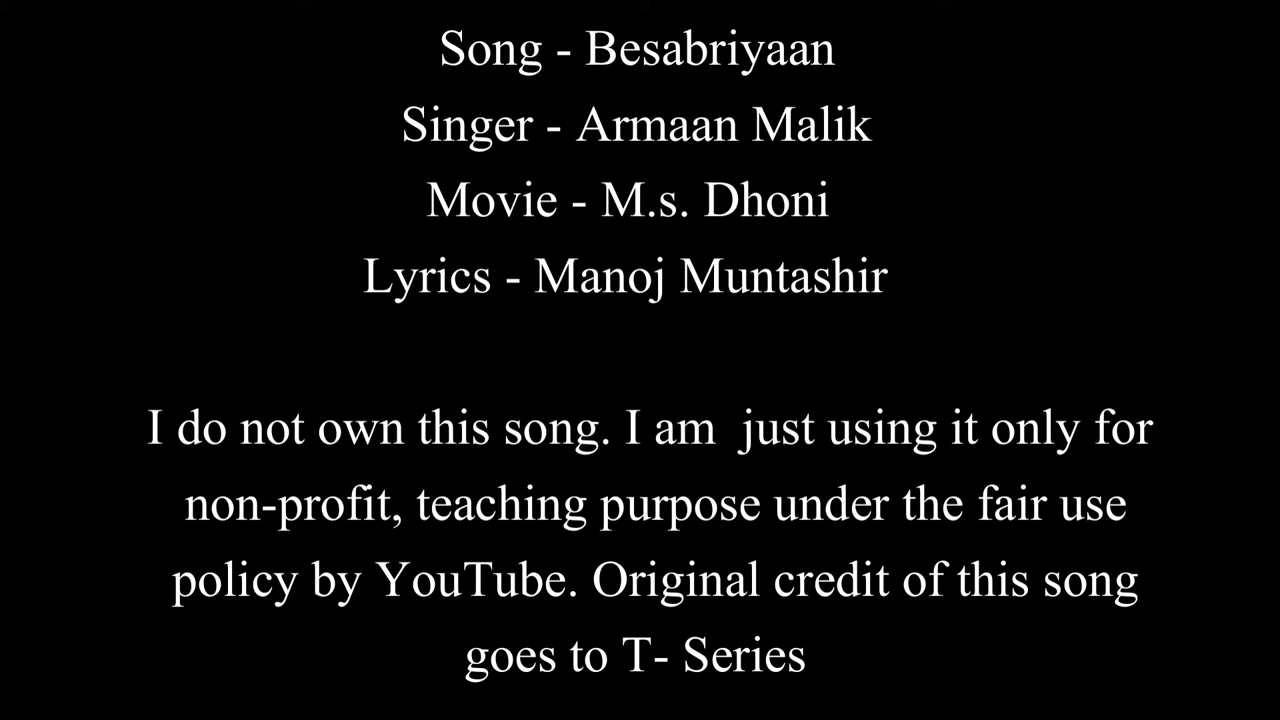 Song - Besabriyaan
Singer - Armaan Malik
Movie - M.s. Dhoni
Lyrics - Manoj Muntashir
I do not own this song. I am  just using it only for
non-profit, teaching purpose under the fair use
policy by YouTube. Original credit of this song
goes to T- Series